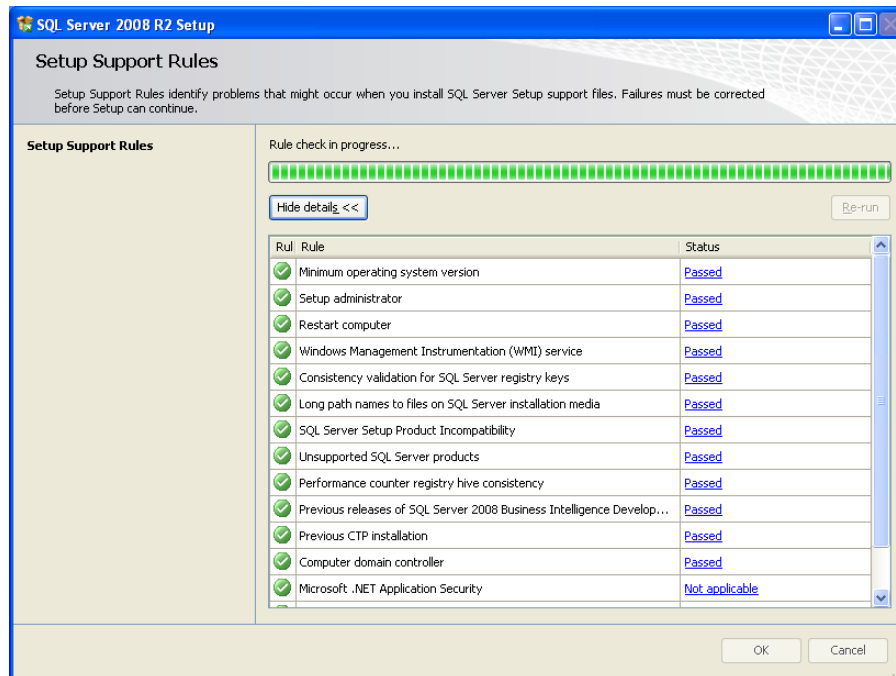 SQL Server 2008 R2 Setup
Setup Support Rules
Setup Support Rules identify problems that might occur when you install SQL Server Setup support files. Failures must be corrected
before Setup can continue.
Setup Support Rules
Rule check in progress...
Hide details <<
Re-run
Rul Rule Status
Minimum operating system version Passed
Setup administrator Passed
Restart computer Passed
Windows Management Instrumentation (WMI) service Passed
Consistency validation for SQL Server registry keys Passed
Long path names to files on SQL Server installation media Passed
SQL Server Setup Product Incompatibility Passed
Unsupported SQL Server products Passed
Performance counter registry hive consistency Passed
Previous releases of SQL Server 2008 Business Intelligence Develop... Passed
Previous CTP installation Passed
Computer domain controller Passed
Microsoft .NET Application Security Not applicable
OK Cancel